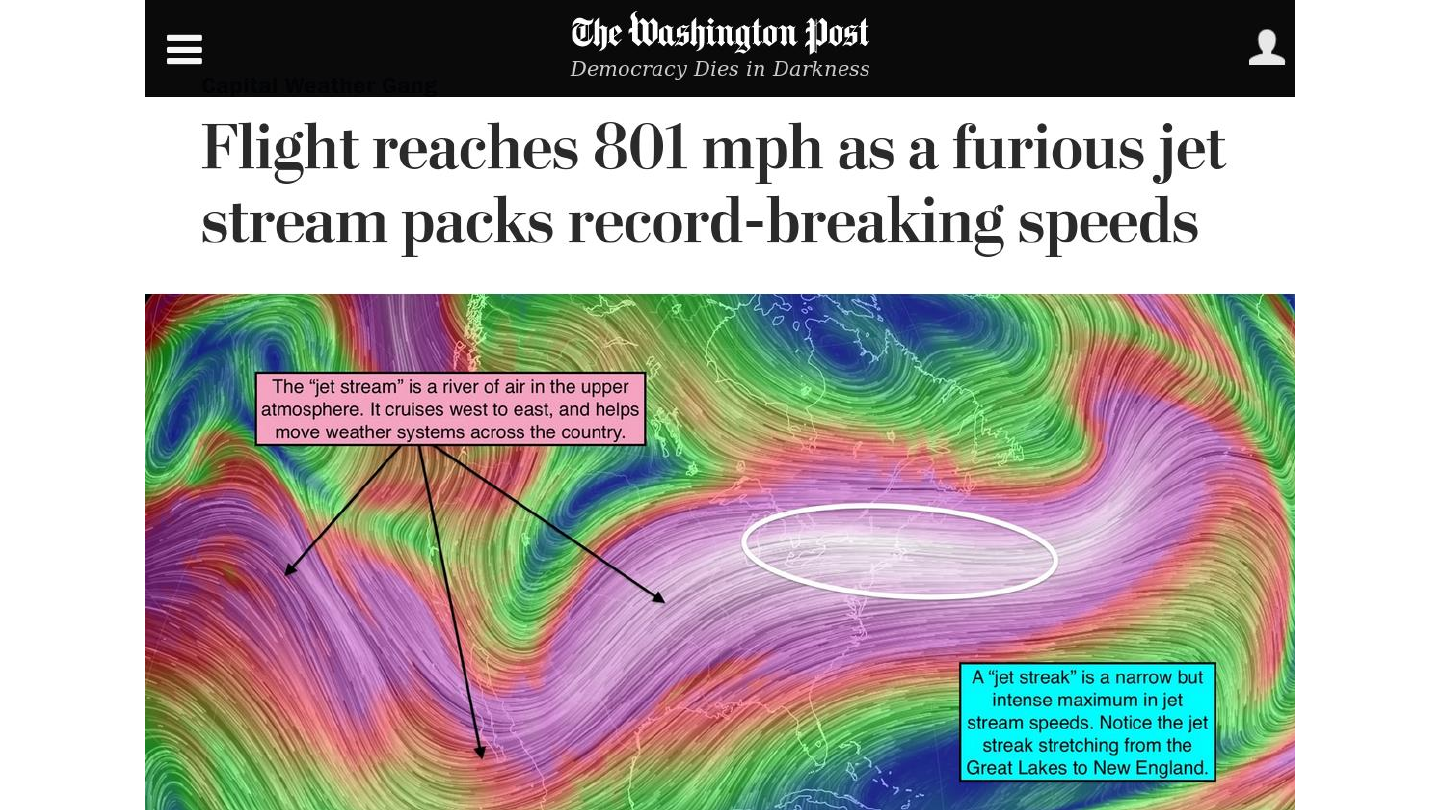 The Washington Post
Democracy Dies in Darkness
Capital Weather Gang
Flight reaches 801 mph as a furious jet
stream packs record-breaking speeds
The “jet stream” is a river of air in the upper
atmosphere. It cruises west to east, and helps
move weather systems across the country.
A “jet streak” is a narrow but
intense maximum in jet
stream speeds. Notice the jet
streak stretching from the
Great Lakes to New England.